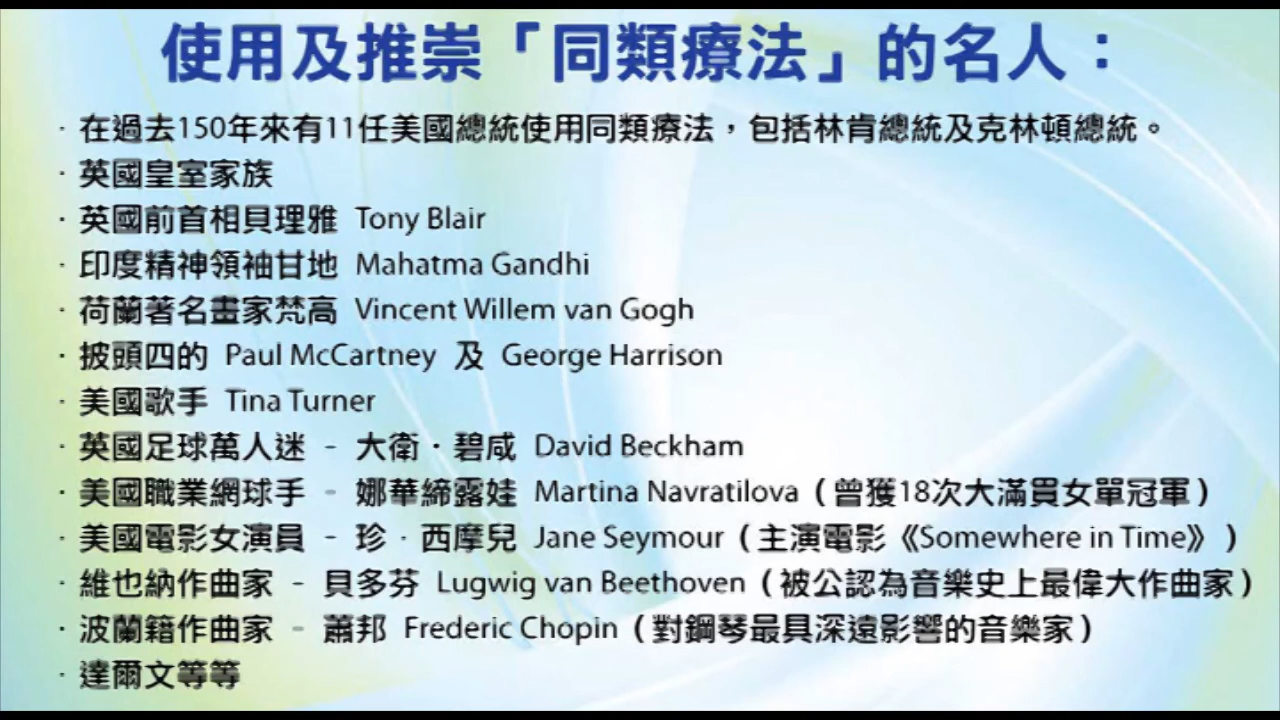 使用及推崇「同類療法」的名人：
· 在過去150年來有11任美國總統使用同類療法，包括林肯總統及克林頓總統。
· 英國皇室家族
· 英國前首相貝理雅 Tony Blair
· 印度精神領袖甘地 Mahatma Gandhi
· 荷蘭著名畫家梵高 Vincent Willem van Gogh
· 披頭四的 Paul McCartney 及 George Harrison
· 美國歌手 Tina Turner
· 英國足球萬人迷 - 大衛·碧咸 David Beckham
· 美國職業網球手 - 娜華締露娃 Martina Navratilova（曾獲18次大滿貫女單冠軍）
· 美國電影女演員 - 珍·西摩兒 Jane Seymour（主演電影《Somewhere in Time》）
· 維也納作曲家 - 貝多芬 Lugwig van Beethoven（被公認為音樂史上最偉大作曲家）
· 波蘭籍作曲家 - 蕭邦 Frederic Chopin（對鋼琴最具深遠影響的音樂家）
· 達爾文等等